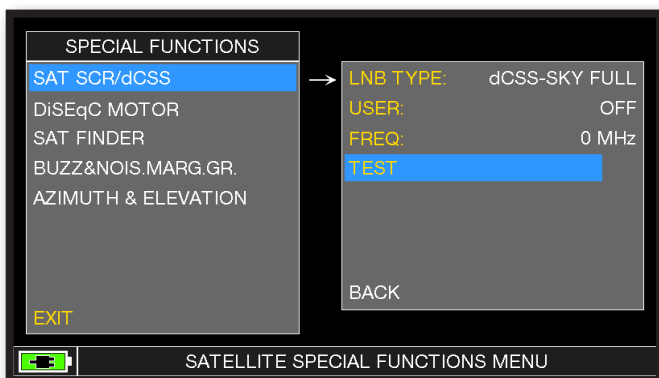 SPECIAL FUNCTIONS
SAT SCR/dCSS
DiSEqC MOTOR
SAT FINDER
BUZZ&NOIS.MARG.GR.
AZIMUTH & ELEVATION
EXIT
→ LNB TYPE: dCSS-SKY FULL
USER: OFF
FREQ: 0 MHz
TEST
BACK
SATELLITE SPECIAL FUNCTIONS MENU